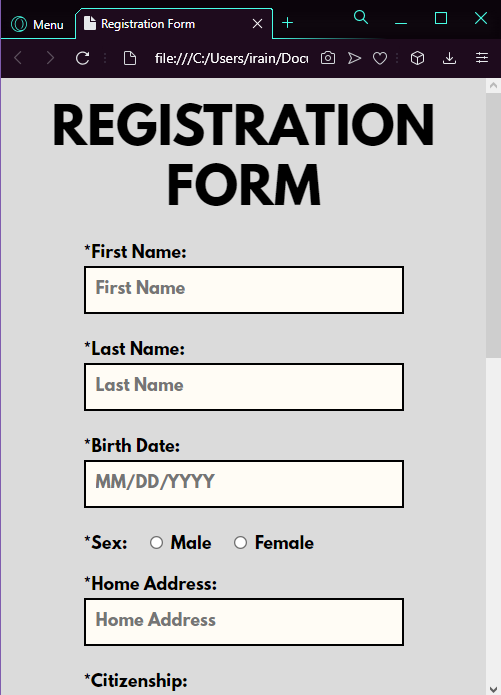 Menu
Registration Form
file:///C:/Users/irain/Docu
REGISTRATION
FORM
*First Name:
First Name
*Last Name:
Last Name
*Birth Date:
MM/DD/YYYY
*Sex: Male Female
*Home Address:
Home Address
*Citizenship: